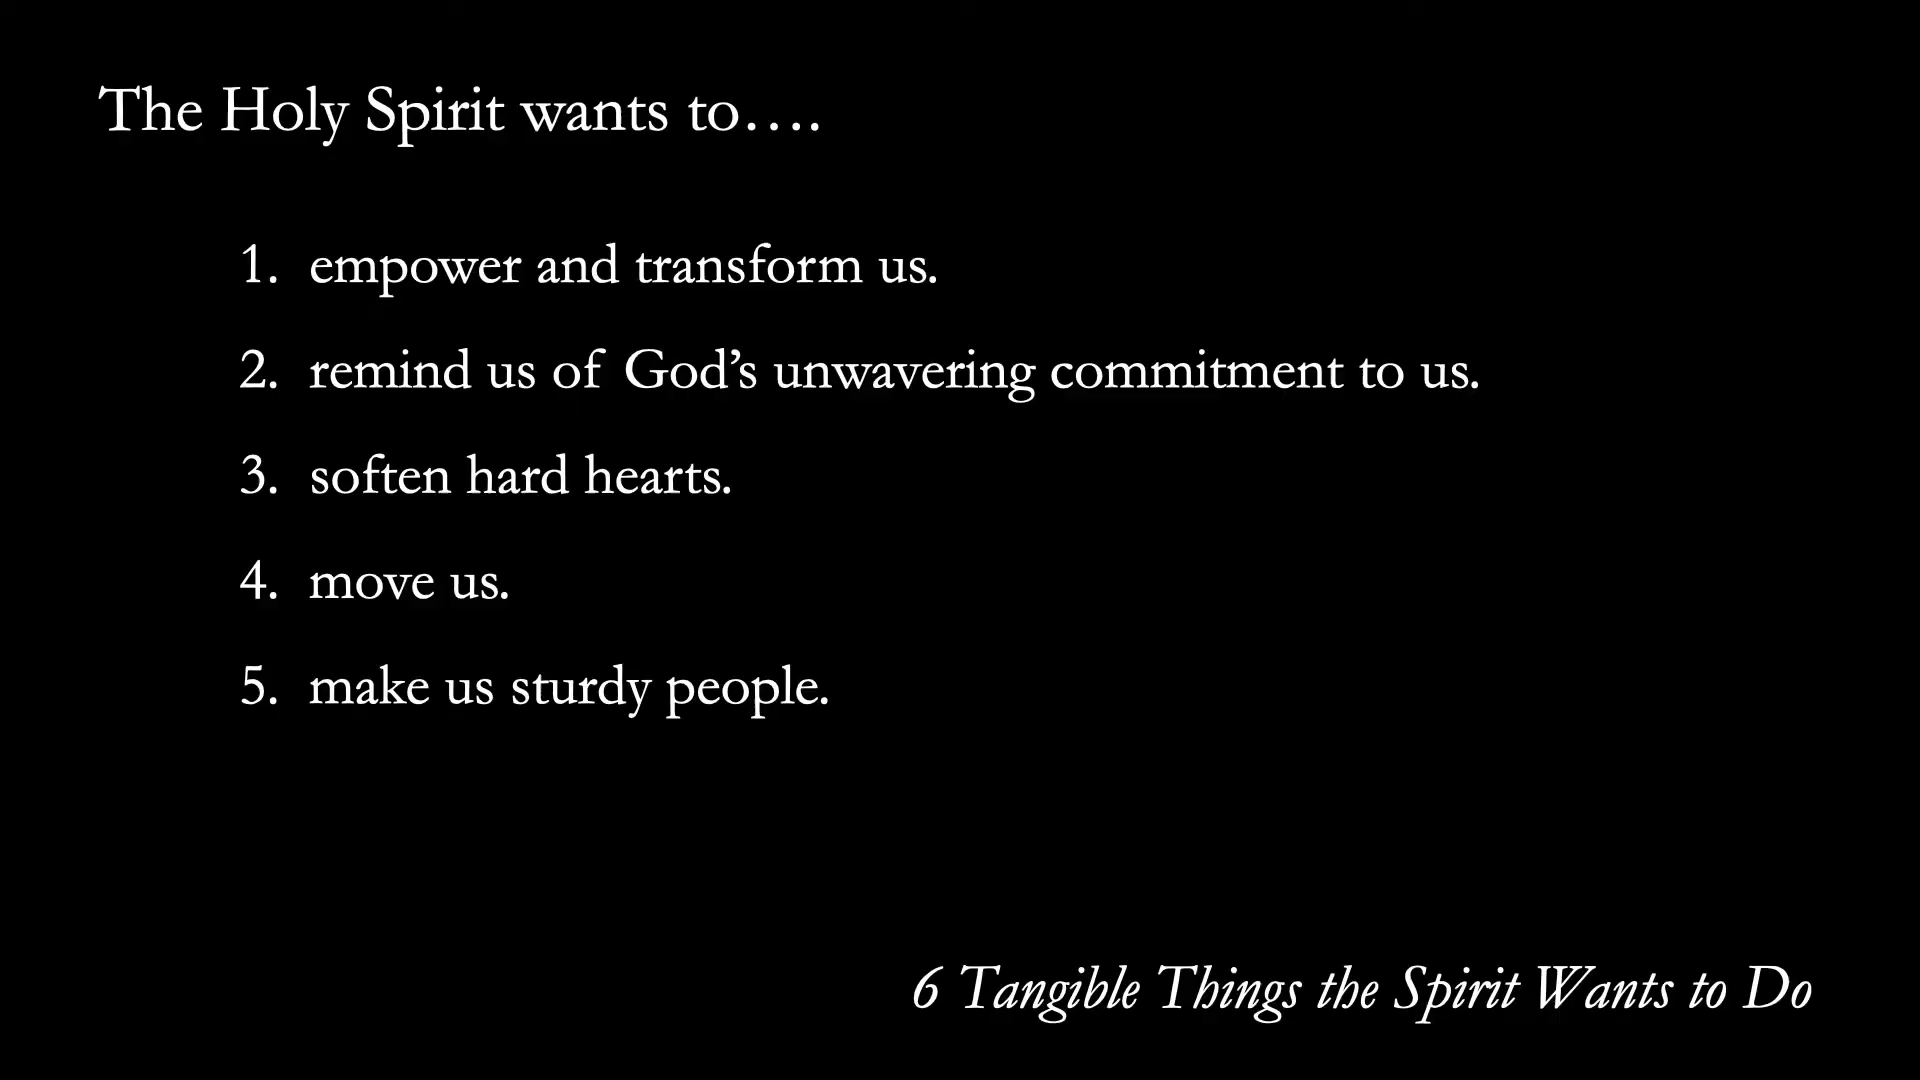 The Holy Spirit wants to….
1. empower and transform us.
2. remind us of God’s unwavering commitment to us.
3. soften hard hearts.
4. move us.
5. make us sturdy people.
6 Tangible Things the Spirit Wants to Do